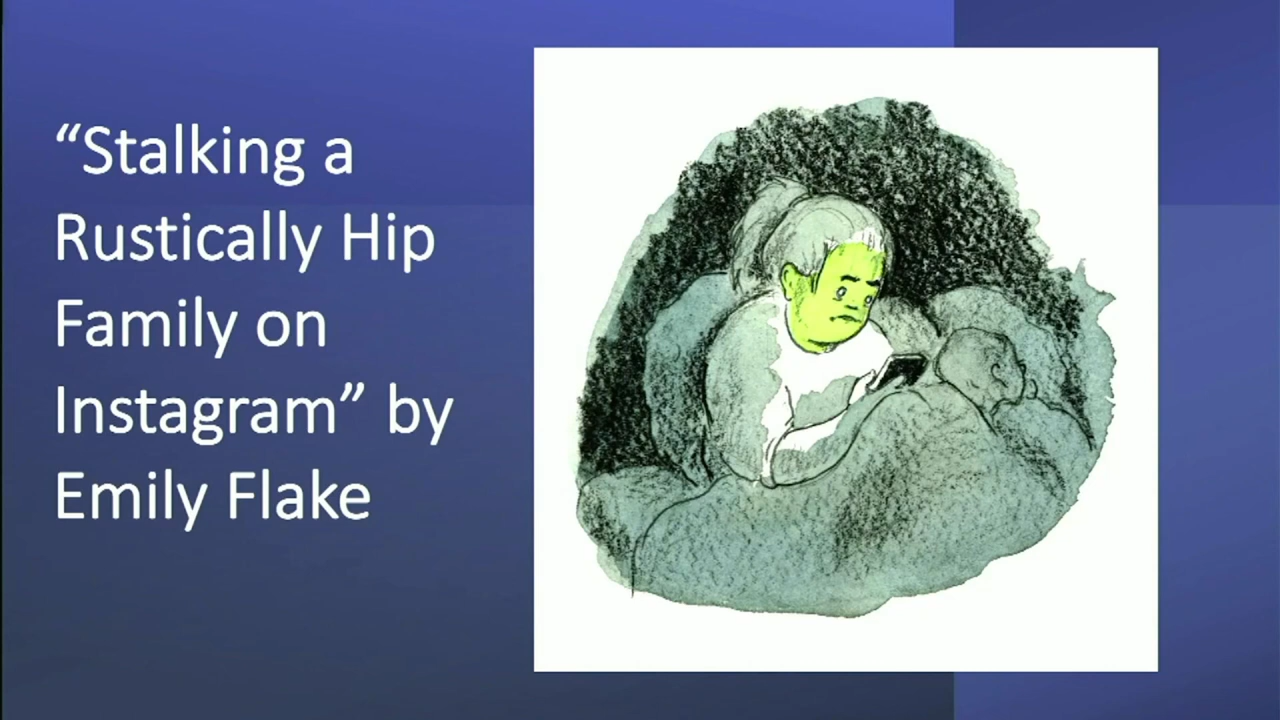 “Stalking a
Rustically Hip
Family on
Instagram” by
Emily Flake